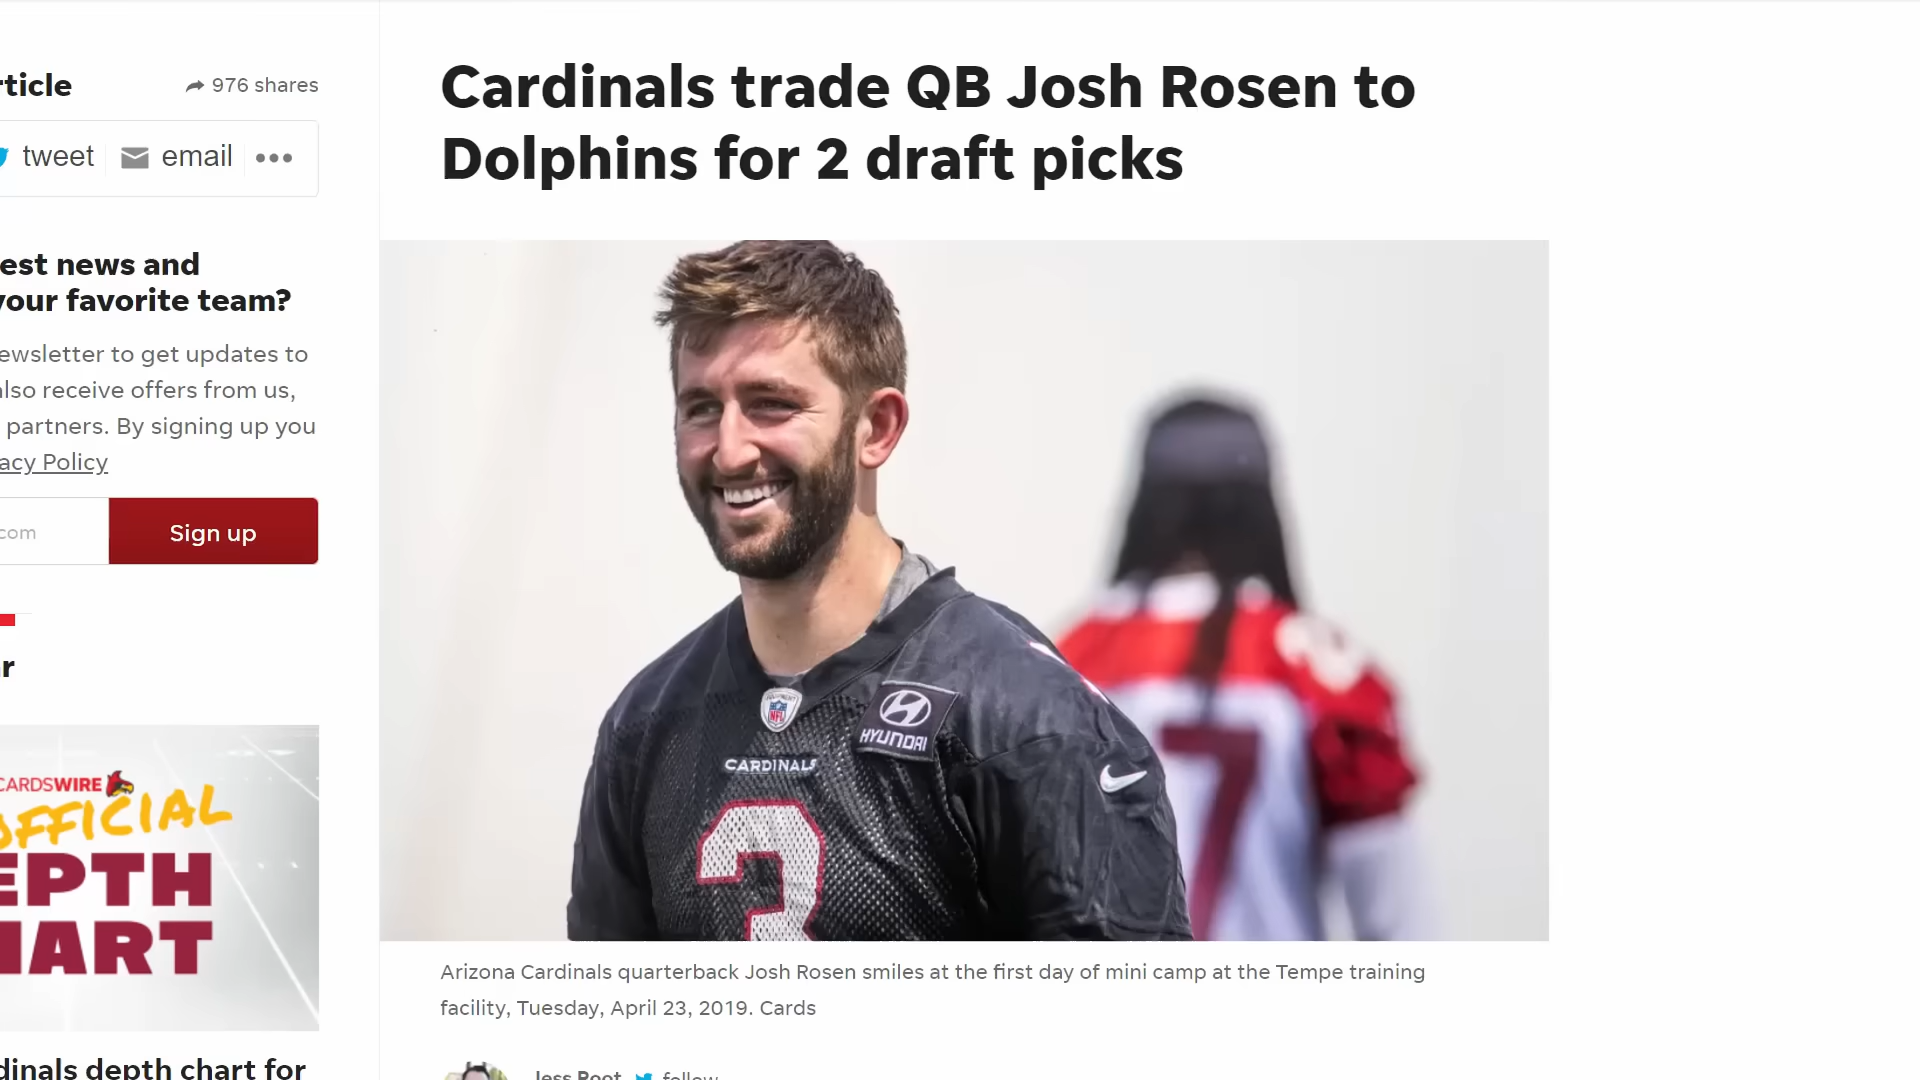 rticle
976 shares
tweet email
est news and
your favorite team?
ewsletter to get updates to
also receive offers from us,
partners. By signing up you
acy Policy
com
Sign up
r
CARDSWIRE
OFFICIAL
EPTH
HART
dinals depth chart for
Cardinals trade QB Josh Rosen to
Dolphins for 2 draft picks
NFL
HYUNDAI
CARDINALS
3
7
Arizona Cardinals quarterback Josh Rosen smiles at the first day of mini camp at the Tempe training
facility, Tuesday, April 23, 2019. Cards
Jess Root follow